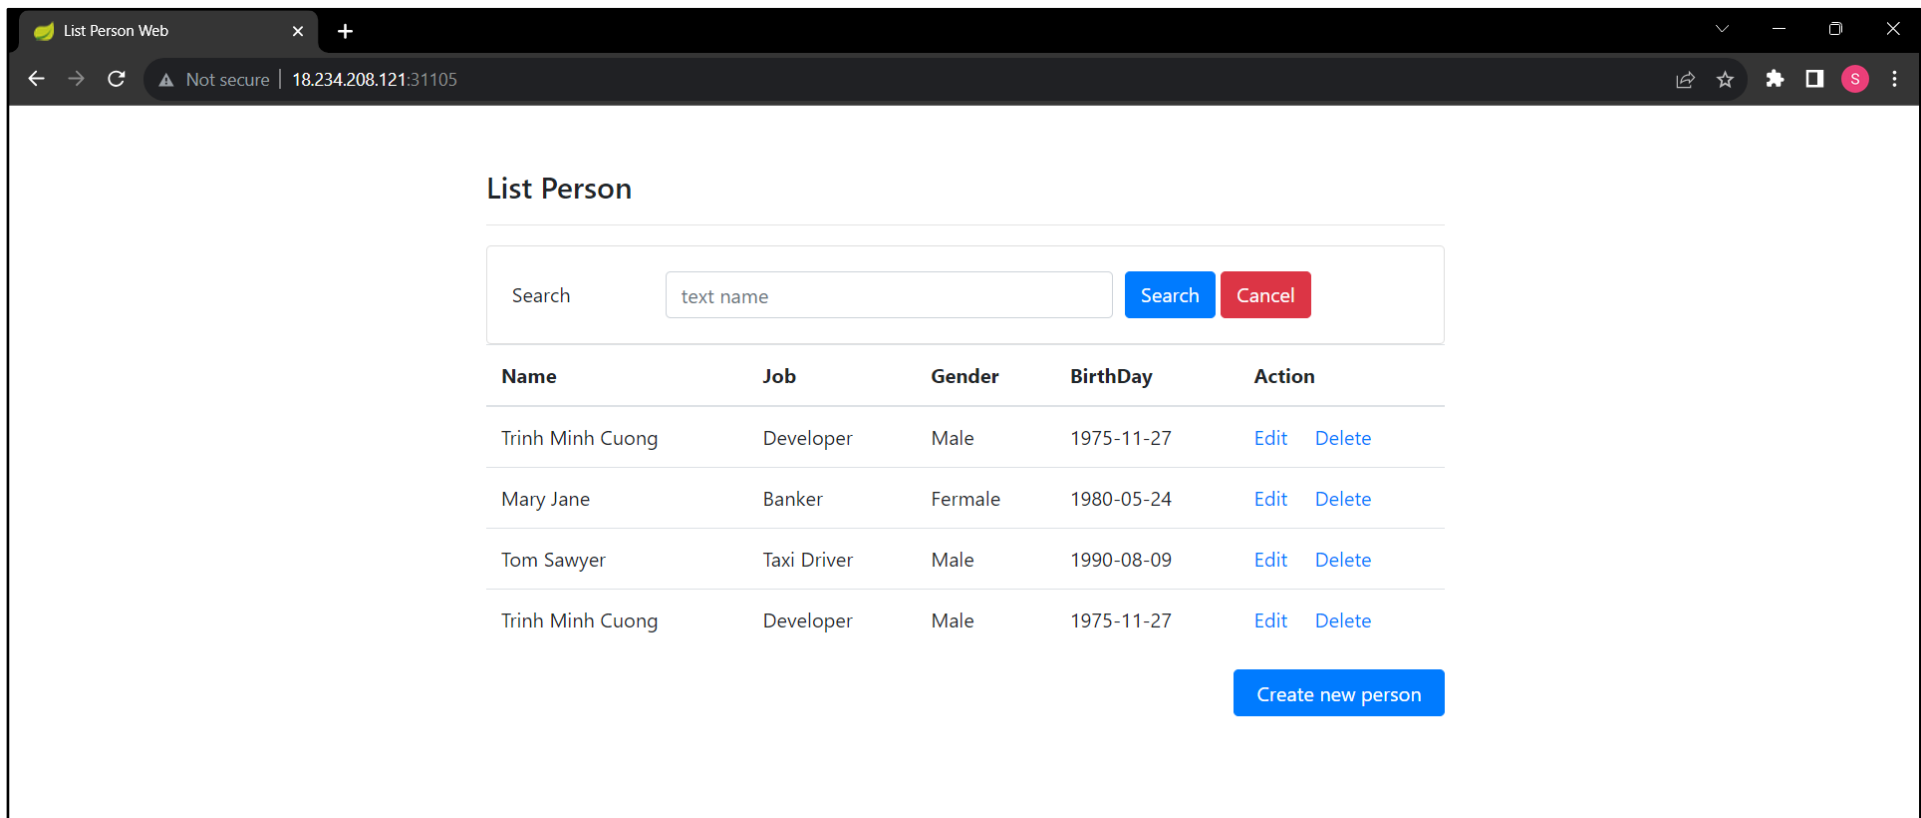 List Person Web
Not secure 18.234.208.121:31105 S
List Person
Search text name Search Cancel
Name Job Gender BirthDay Action
Trinh Minh Cuong Developer Male 1975-11-27 Edit Delete
Mary Jane Banker Fermale 1980-05-24 Edit Delete
Tom Sawyer Taxi Driver Male 1990-08-09 Edit Delete
Trinh Minh Cuong Developer Male 1975-11-27 Edit Delete
Create new person